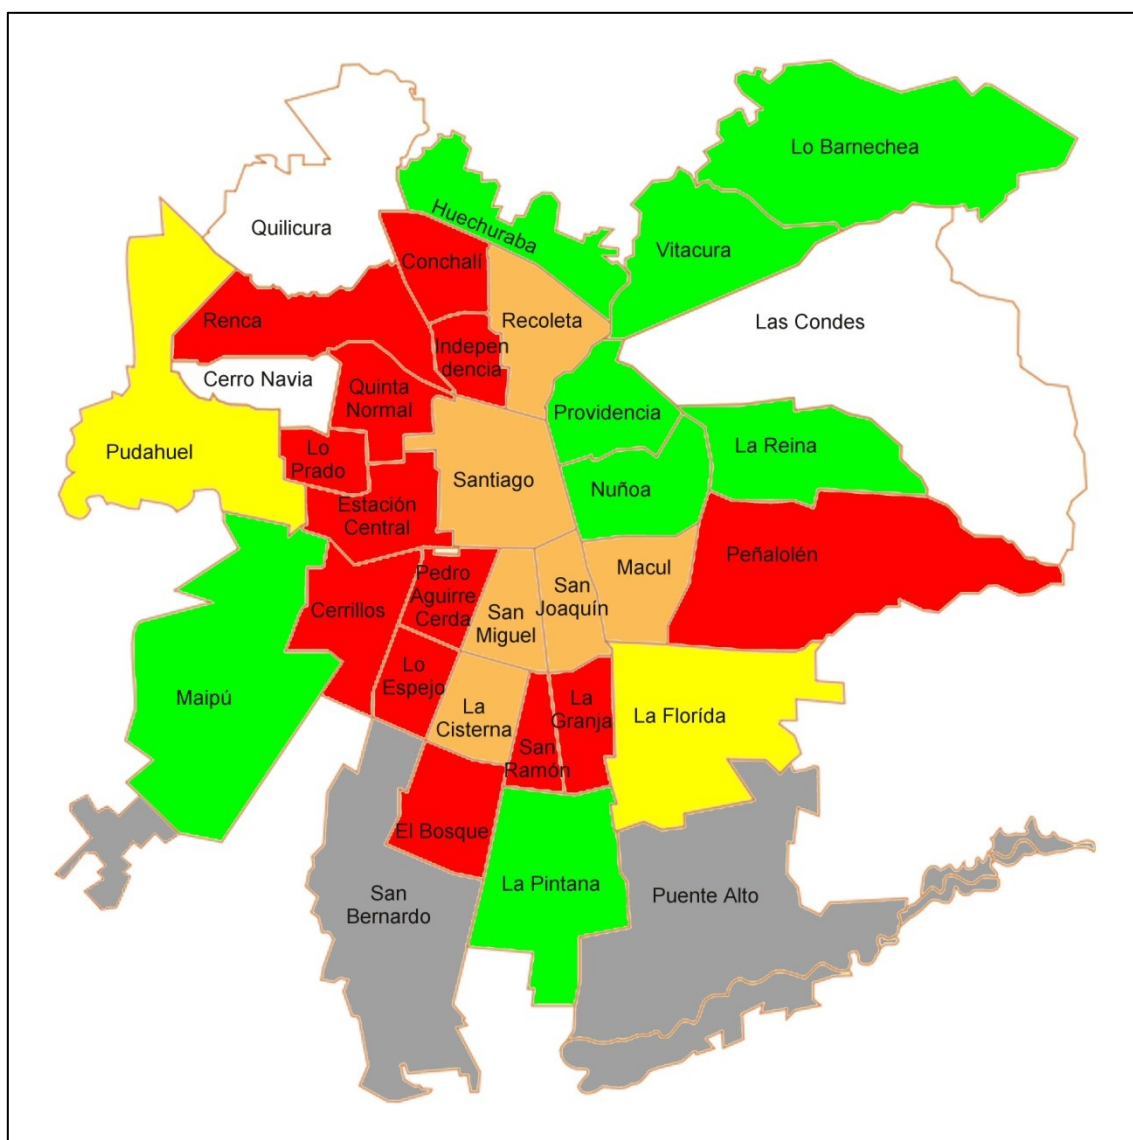 Lo Barnechea
Huechuraba
Quilicura
Vitacura
Conchalí
Renca
Recoleta
Las Condes
Indepen
dencia
Cerro Navia
Quinta
Normal
Providencia
La Reina
Pudahuel
Lo
Prado
Santiago
Nuñoa
Estación
Central
Peñalolén
Macul
Pedro
Aguirre
Cerda
San
Joaquín
Cerrillos
San
Miguel
Lo
Espejo
Maipú
La
Cisterna
La
Granja
La Florída
San
Ramón
El Bosque
La Pintana
San
Bernardo
Puente Alto